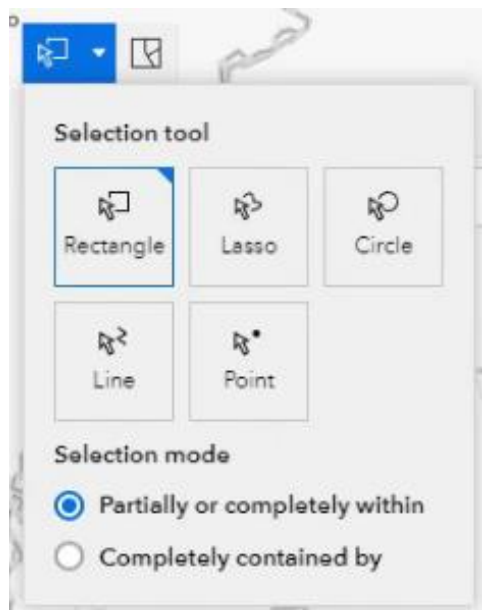 Selection tool
Rectangle
Lasso
Circle
Line
Point
Selection mode
Partially or completely within
Completely contained by